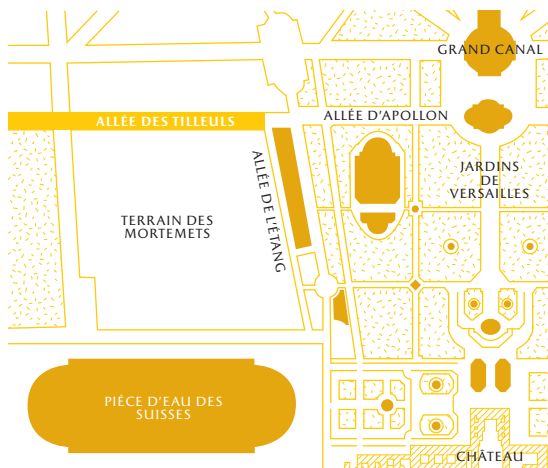 GRAND CANAL
ALLÉE DES TILLEULS
ALLÉE D'APOLLON
ALLÉE DE L'ÉTANG
JARDINS
DE
VERSAILLES
TERRAIN DES
MORTEMETS
PIÉCE D'EAU DES
SUISSES
CHÂTEAU